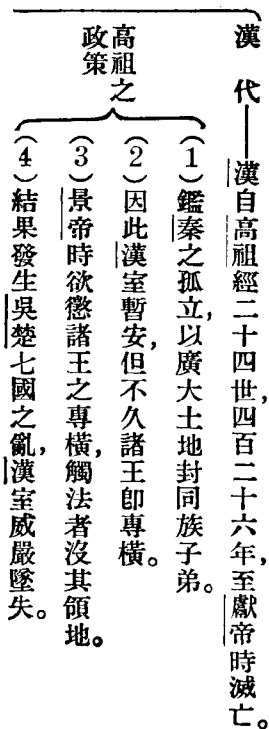 漢代——漢自高祖經二十四世,四百二十六年,至獻帝時滅亡。
高祖之
政策
(1)鑑秦之孤立,以廣大土地封同族子弟。
(2)因此漢室暫安,但不久諸王卽專橫。
(3)景帝時欲懲諸王之專橫,觸法者沒其領地。
(4)結果發生吳楚七國之亂,漢室威嚴墜失。